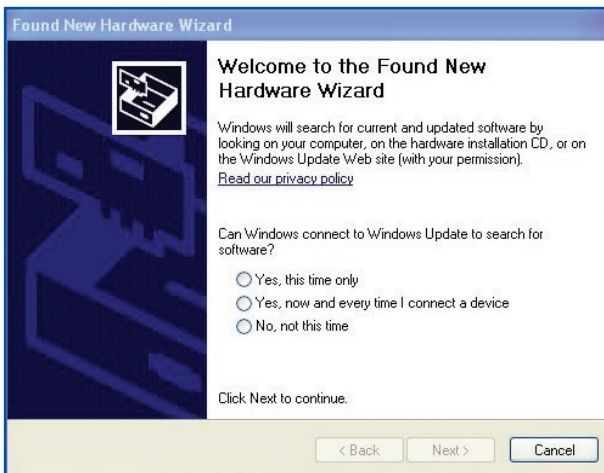 Found New Hardware Wizard
Welcome to the Found New
Hardware Wizard
Windows will search for current and updated software by
looking on your computer, on the hardware installation CD, or on
the Windows Update Web site (with your permission).
Read our privacy policy
Can Windows connect to Windows Update to search for
software?
Yes, this time only
Yes, now and every time I connect a device
No, not this time
Click Next to continue.
< Back
Next >
Cancel